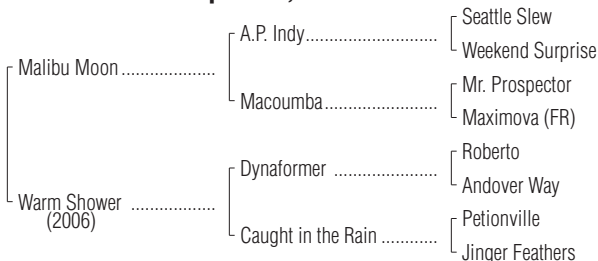 Seattle Slew
A.P. Indy..............................
Weekend Surprise
Malibu Moon .....................
Mr. Prospector
Macoumba..........................
Maximova (FR)
Roberto
Dynaformer ........................
Andover Way
Warm Shower ...................
(2006)
Petionville
Caught in the Rain .............
Jinger Feathers